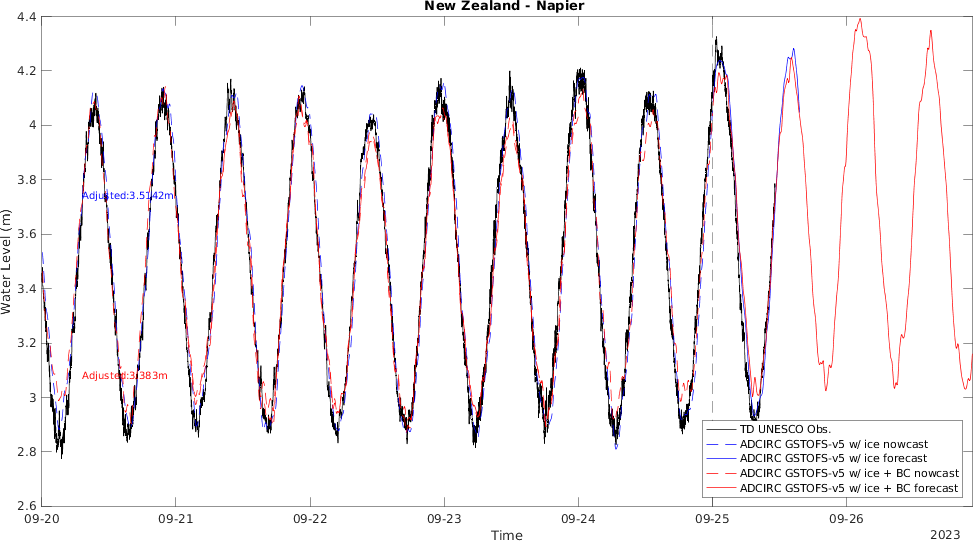 New Zealand - Napier
4.4
4.2
4
3.8
3.6
3.4
3.2
3
2.8
2.6
Water Level (m)
Adjusted:3.5142m
Adjusted:3.383m
TD UNESCO Obs.
ADCIRC GSTOFS-v5 w/ ice nowcast
ADCIRC GSTOFS-v5 w/ ice forecast
ADCIRC GSTOFS-v5 w/ ice + BC nowcast
ADCIRC GSTOFS-v5 w/ ice + BC forecast
09-20 09-21 09-22 09-23 09-24 09-25 09-26
Time
2023